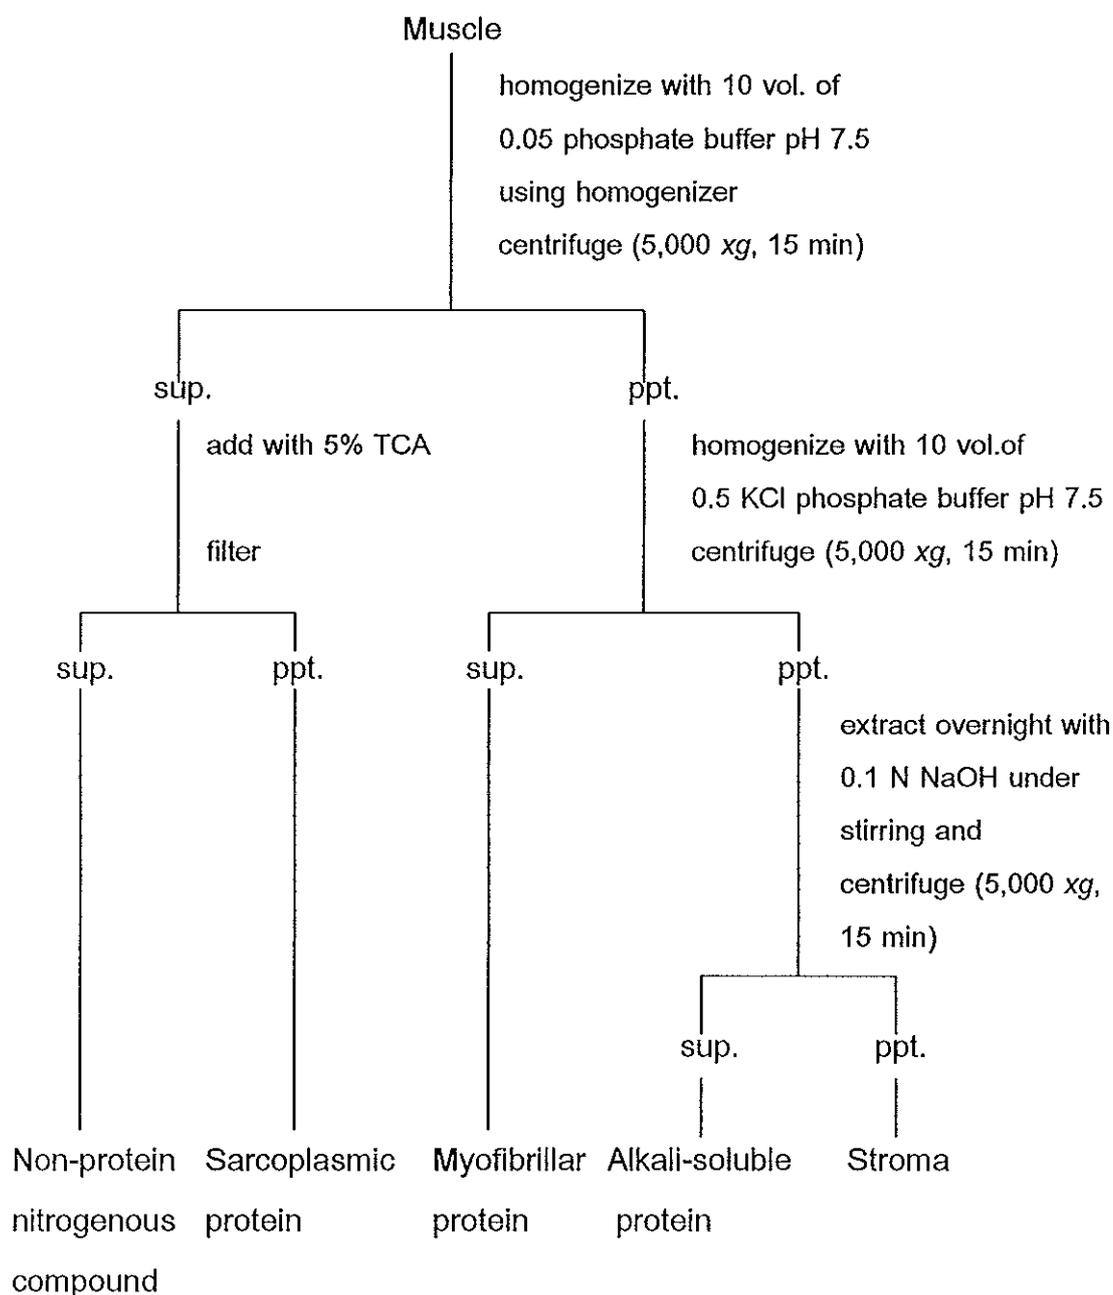 Muscle
homogenize with 10 vol. of
0.05 phosphate buffer pH 7.5
using homogenizer
centrifuge (5,000 xg, 15 min)
sup.
ppt.
add with 5% TCA
filter
homogenize with 10 vol.of
0.5 KCl phosphate buffer pH 7.5
centrifuge (5,000 xg, 15 min)
sup.
ppt.
sup.
ppt.
extract overnight with
0.1 N NaOH under
stirring and
centrifuge (5,000 xg,
15 min)
sup.
ppt.
Non-protein
nitrogenous
compound
Sarcoplasmic
protein
Myofibrillar
protein
Alkali-soluble
protein
Stroma